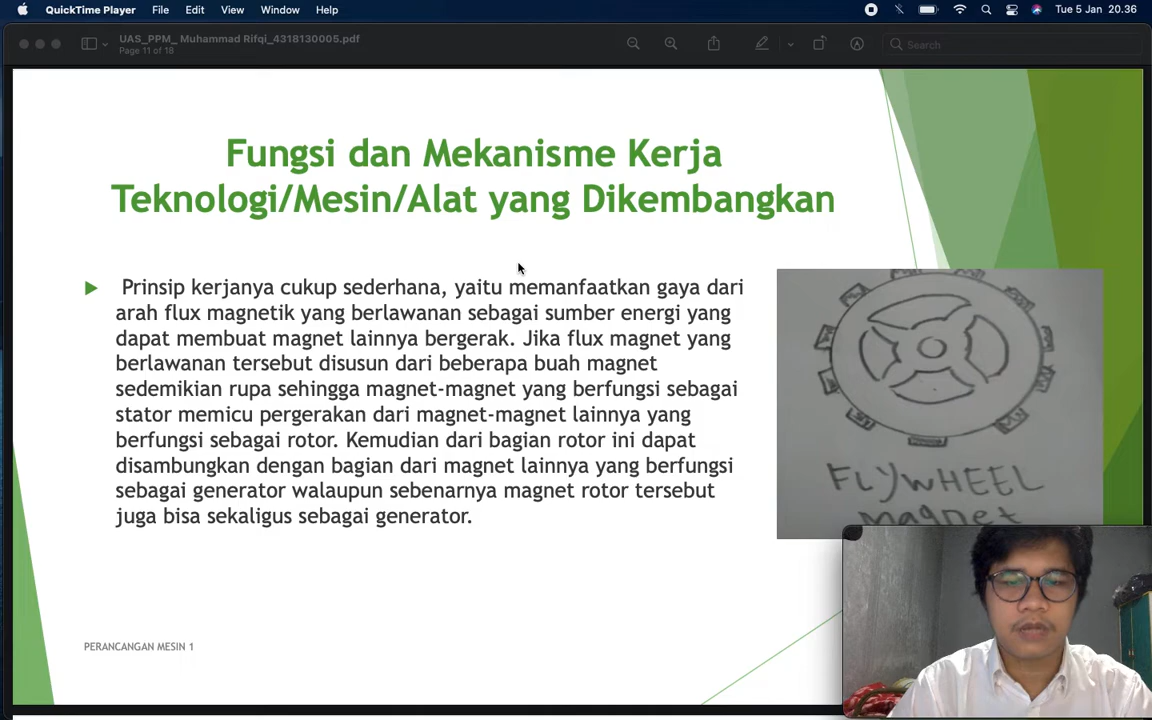 QuickTime Player File Edit View Window Help Tue 5 Jan 20.36
UAS_PPM_ Muhammad Rifqi_4318130005.pdf
Page 11 of 18
Search
Fungsi dan Mekanisme Kerja
Teknologi/Mesin/Alat yang Dikembangkan
Prinsip kerjanya cukup sederhana, yaitu memanfaatkan gaya dari
arah flux magnetik yang berlawanan sebagai sumber energi yang
dapat membuat magnet lainnya bergerak. Jika flux magnet yang
berlawanan tersebut disusun dari beberapa buah magnet
sedemikian rupa sehingga magnet-magnet yang berfungsi sebagai
stator memicu pergerakan dari magnet-magnet lainnya yang
berfungsi sebagai rotor. Kemudian dari bagian rotor ini dapat
disambungkan dengan bagian dari magnet lainnya yang berfungsi
sebagai generator walaupun sebenarnya magnet rotor tersebut
juga bisa sekaligus sebagai generator.
FLYWHEEL
magnet
PERANCANGAN MESIN 1